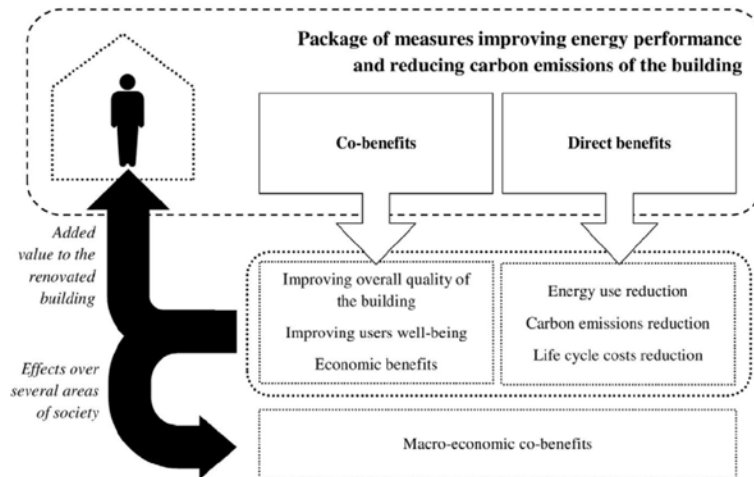 Package of measures improving energy performance
and reducing carbon emissions of the building
Co-benefits
Direct benefits
Added
value to the
renovated
building
Improving overall quality of
the building
Improving users well-being
Economic benefits
Energy use reduction
Carbon emissions reduction
Life cycle costs reduction
Effects over
several areas
of society
Macro-economic co-benefits